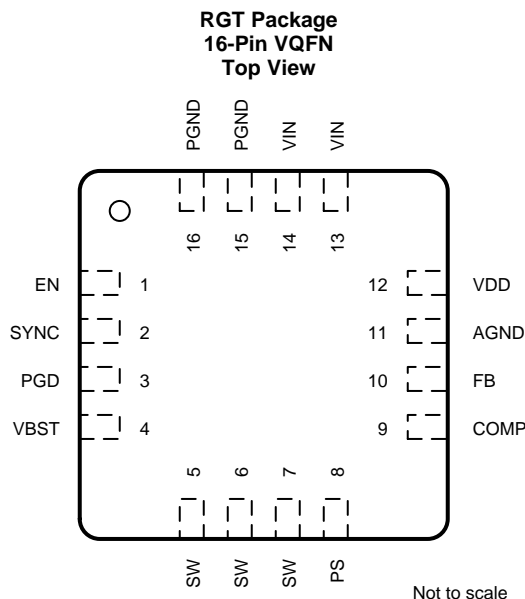 RGT Package
16-Pin VQFN
Top View
PGND PGND VIN VIN
16 15 14 13
EN 1 12 VDD
SYNC 2 11 AGND
PGD 3 10 FB
VBST 4 9 COMP
5 6 7 8
SW SW SW PS
Not to scale